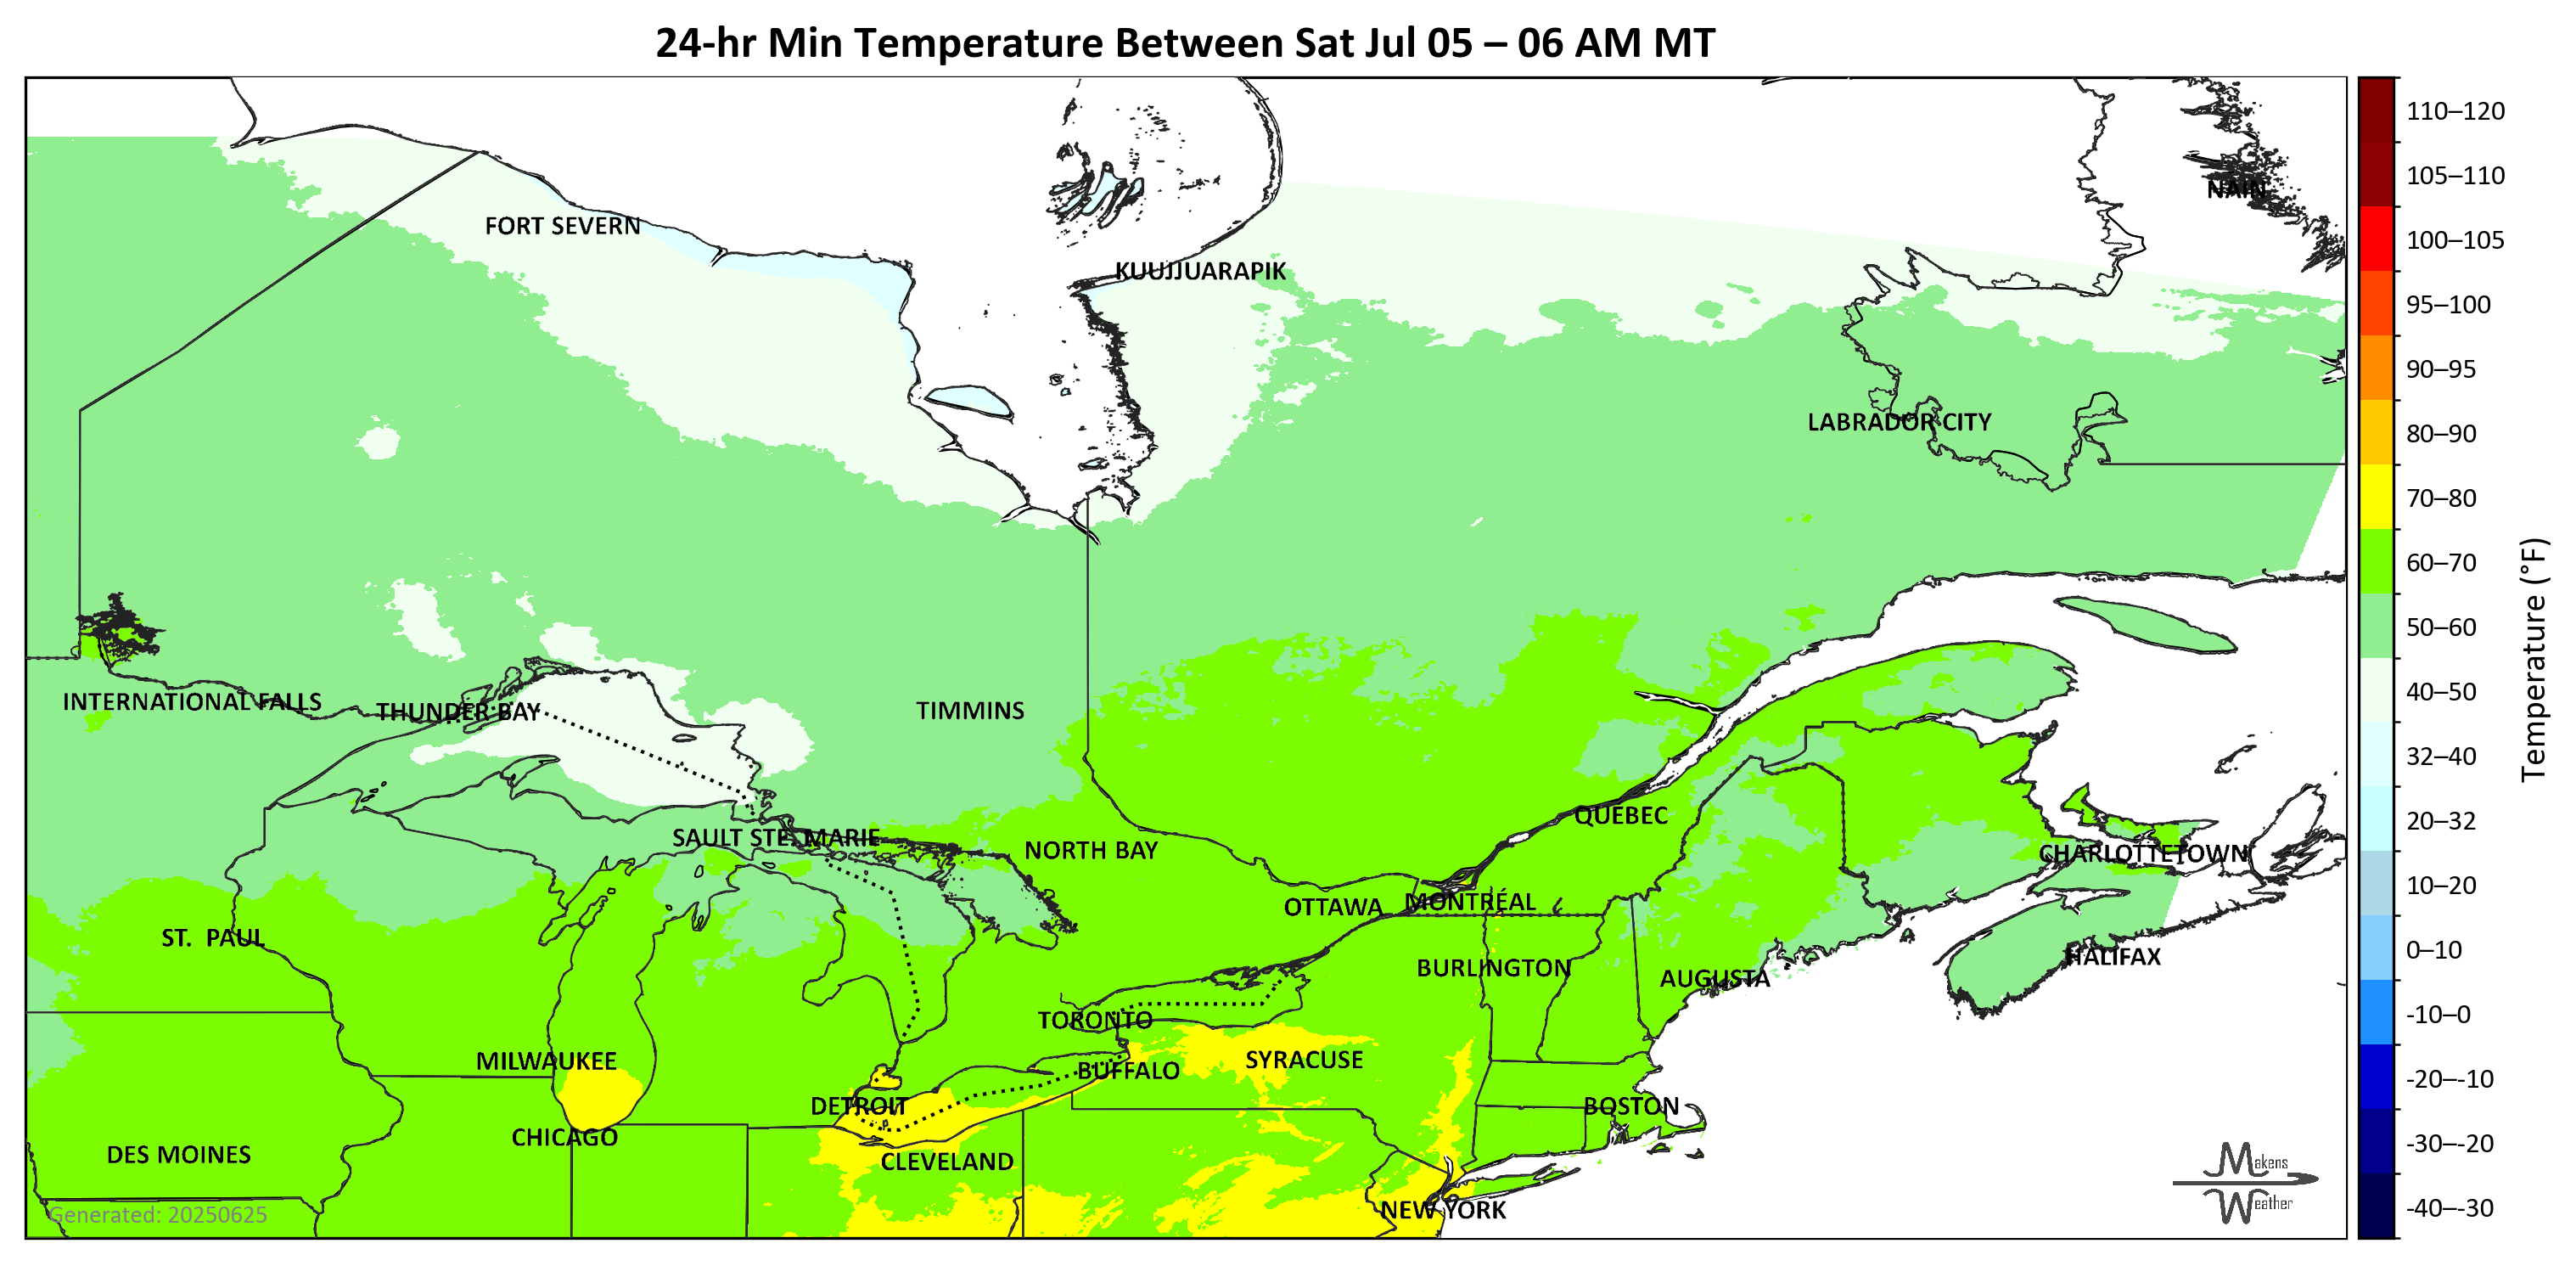 24-hr Min Temperature Between Sat Jul 05 – 06 AM MT
NAIN
FORT SEVERN
KUUJJUARAPIK
LABRADOR CITY
INTERNATIONAL FALLS
THUNDER BAY
TIMMINS
QUÉBEC
SAULT STE. MARIE
NORTH BAY
CHARLOTTETOWN
MONTRÉAL
OTTAWA
ST. PAUL
HALIFAX
BURLINGTON
AUGUSTA
TORONTO
MILWAUKEE
SYRACUSE
BUFFALO
DETROIT
BOSTON
CHICAGO
DES MOINES
CLEVELAND
NEW YORK
Generated: 20250625
Makens
Weather
110–120
105–110
100–105
95–100
90–95
80–90
70–80
60–70
50–60
40–50
32–40
20–32
10–20
0–10
-10–0
-20–-10
-30–-20
-40–-30
Temperature (°F)